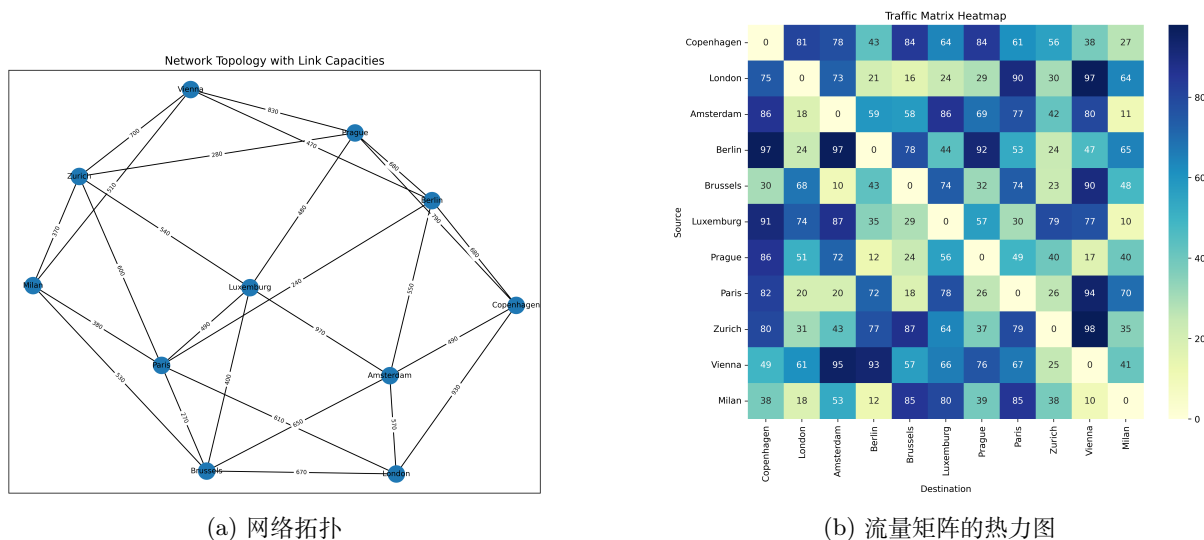 Network Topology with Link Capacities
Vienna
830
Prague
700
470
280
680
Zurich
510
Berlin
480
790
370
540
680
600
240
Milan
Luxemburg
550
Copenhagen
380
490
970
490
Paris
Amsterdam
530
400
930
270
610
650
370
Brussels
670
London
(a) 网络拓扑
Traffic Matrix Heatmap
Copenhagen 0 81 78 43 84 64 84 61 56 38 27
London 75 0 73 21 16 24 29 90 30 97 64
Amsterdam 86 18 0 59 58 86 69 77 42 80 11
Berlin 97 24 97 0 78 44 92 53 24 47 65
Brussels 30 68 10 43 0 74 32 74 23 90 48
Luxemburg 91 74 87 35 29 0 57 30 79 77 10
Prague 86 51 72 12 24 56 0 49 40 17 40
Paris 82 20 20 72 18 78 26 0 26 94 70
Zurich 80 31 43 77 87 64 37 79 0 98 35
Vienna 49 61 95 93 57 66 76 67 25 0 41
Milan 38 18 53 12 85 80 39 85 38 10 0
Copenhagen London Amsterdam Berlin Brussels Luxemburg Prague Paris Zurich Vienna Milan
Source
Destination
80
60
40
20
0
(b) 流量矩阵的热力图